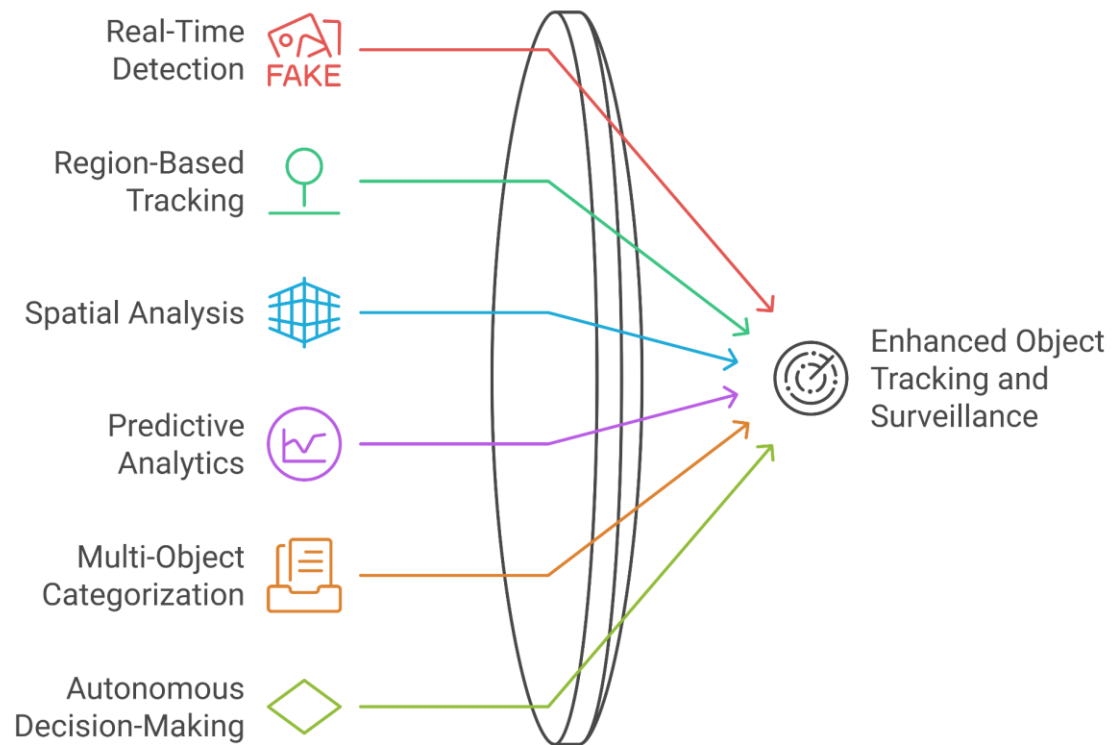 Real-Time
Detection
FAKE
Region-Based
Tracking
Spatial Analysis
Predictive
Analytics
Multi-Object
Categorization
Autonomous
Decision-Making
Enhanced Object
Tracking and
Surveillance